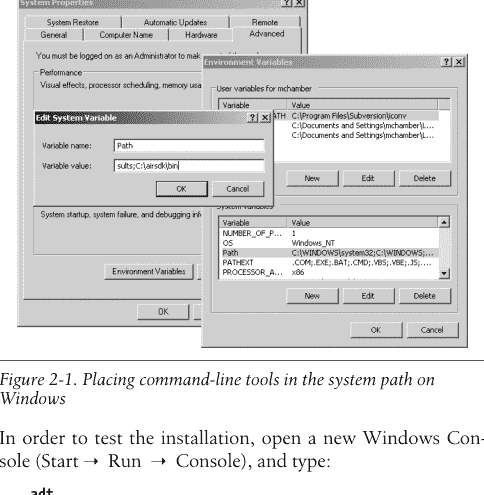 System Properties
System Restore Automatic Updates Remote
General Computer Name Hardware Advanced
You must be logged on as an Administrator to mak
Performance
Visual effects, processor scheduling, memory usa
Environment Variables
User variables for mchamber
Variable Value
ATH C:\Program Files\Subversion\iconv
C:\Documents and Settings\mchamber\L...
C:\Documents and Settings\mchamber\L...
New Edit Delete
Edit System Variable
Variable name: Path
Variable value: sults;C:\airsdk\bin
OK Cancel
System startup, system failure, and debugging inf
Environment Variables
OK
System variables
Variable Value
NUMBER_OF_P... 1
OS Windows_NT
Path C:\WINDOWS\system32;C:\WINDOWS;...
PATHEXT .COM;.EXE;.BAT;.CMD;.VBS;.VBE;.JS;....
PROCESSOR_A... x86
New Edit Delete
OK Cancel
Figure 2-1. Placing command-line tools in the system path on
Windows
In order to test the installation, open a new Windows Con-
sole (Start → Run → Console), and type:
adt